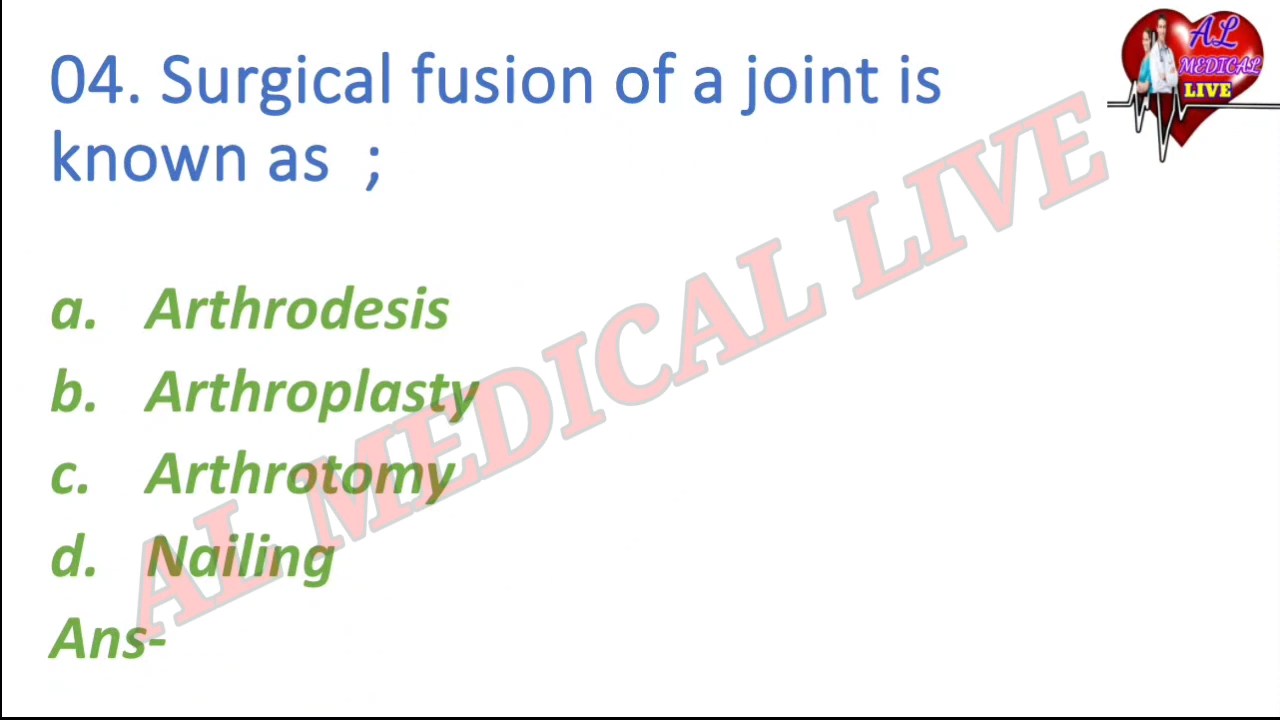 04. Surgical fusion of a joint is
known as ;
a. Arthrodesis
b. Arthroplasty
c. Arthrotomy
d. Nailing
Ans-
AL MEDICAL LIVE
AL
MEDICAL
LIVE